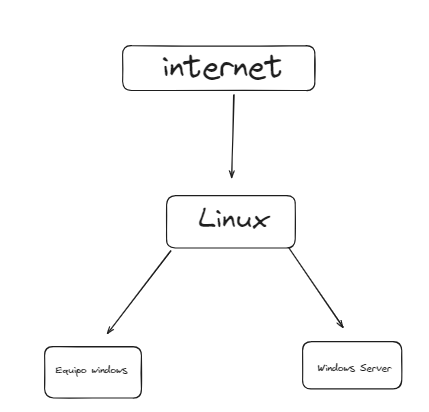 internet
Linux
Equipo windows
Windows Server